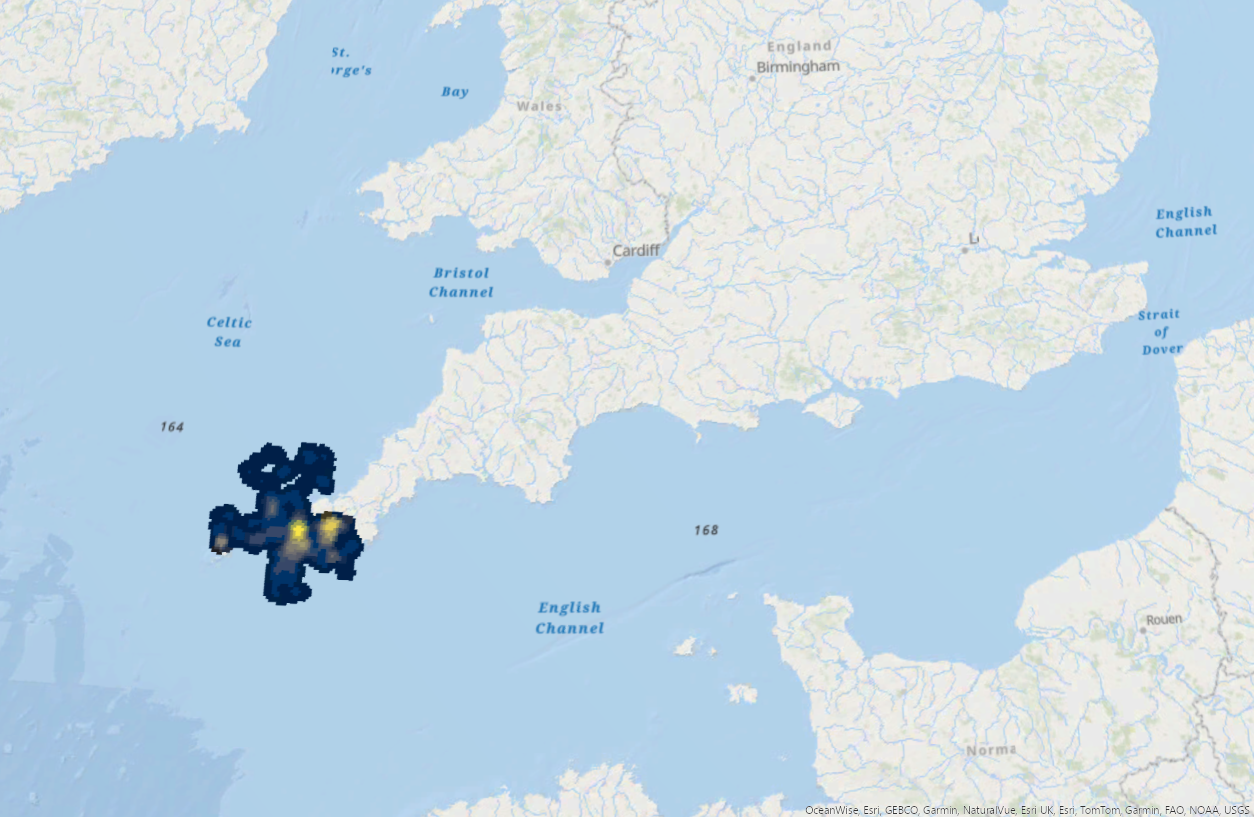 St.
rge's
Bay
Wales
England
Birmingham
English
Channel
Cardiff
Bristol
Channel
Celtic
Sea
Strait
of
Dover
164
168
English
Channel
Rouen
Norma
OceanWise, Esri, GEBCO, Garmin, NaturalVue, Esri UK, Esri, TomTom, Garmin, FAO, NOAA, USGS